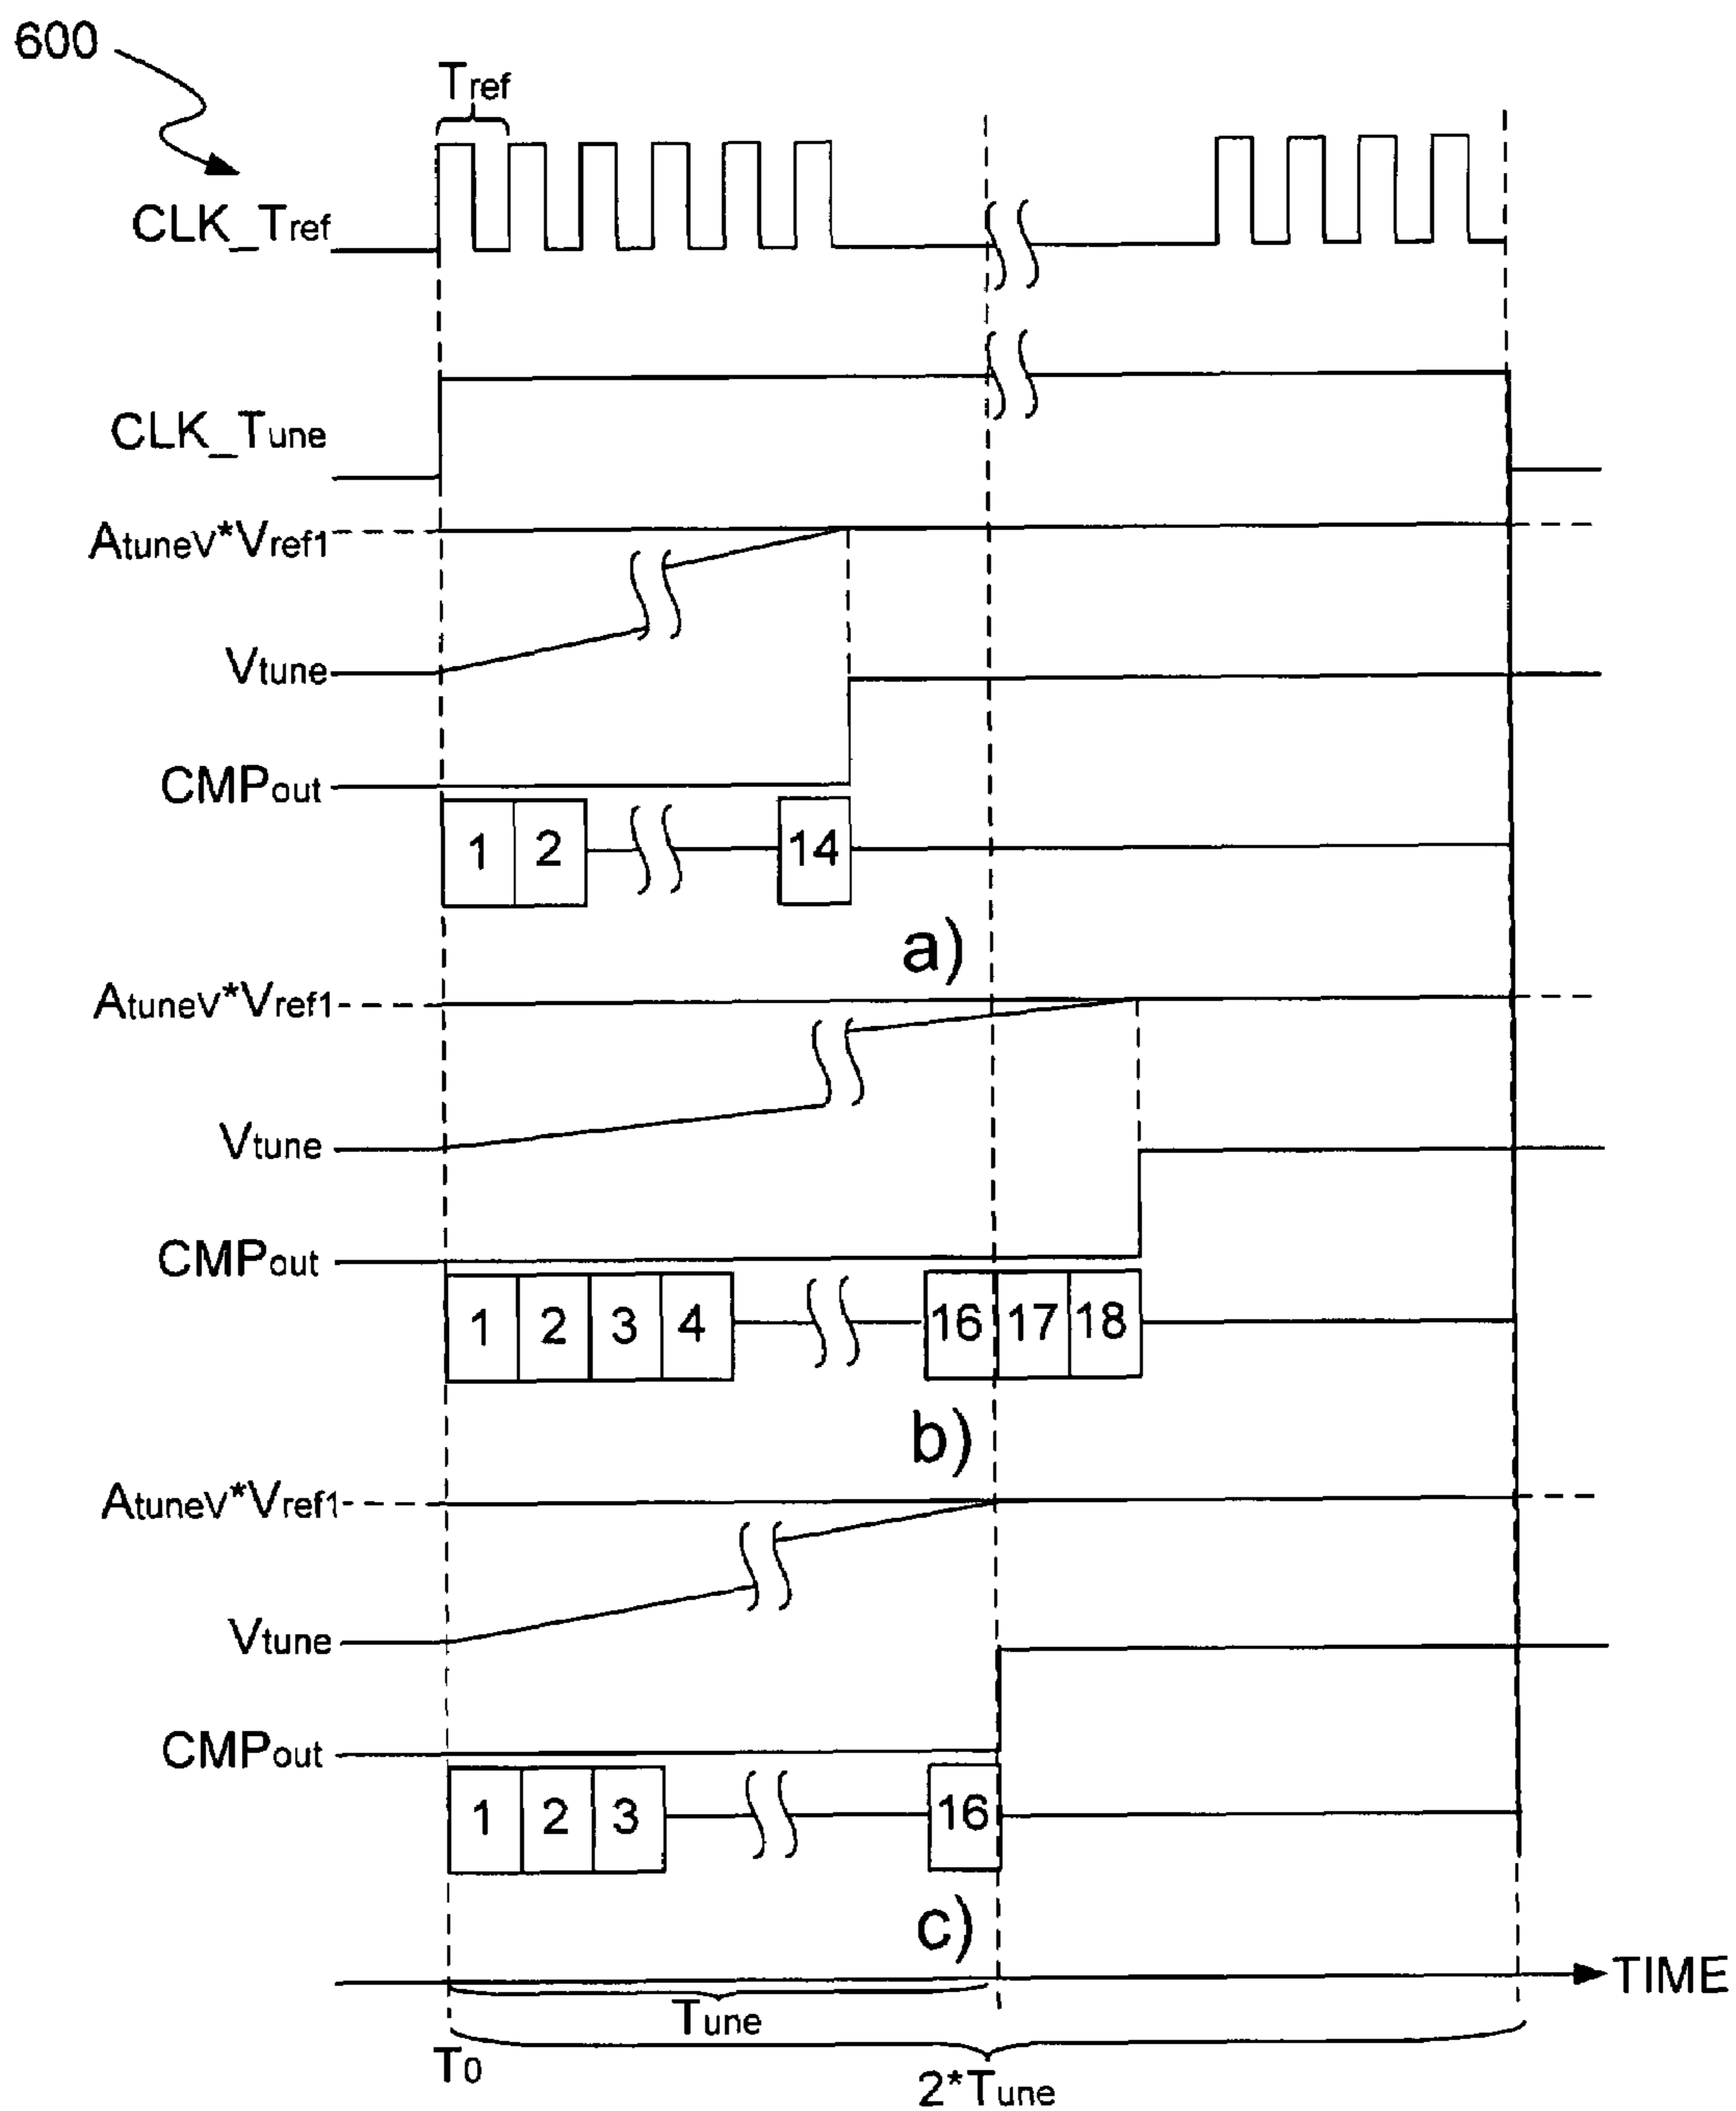 600
Tref
CLK_Tref
CLK_Tune
AtuneV*Vref1
Vtune
CMPout
1 2 14
a)
AtuneV*Vref1
Vtune
CMPout
1 2 3 4 16 17 18
b)
AtuneV*Vref1
Vtune
CMPout
1 2 3 16
c)
TIME
Tune
T0
2*Tune